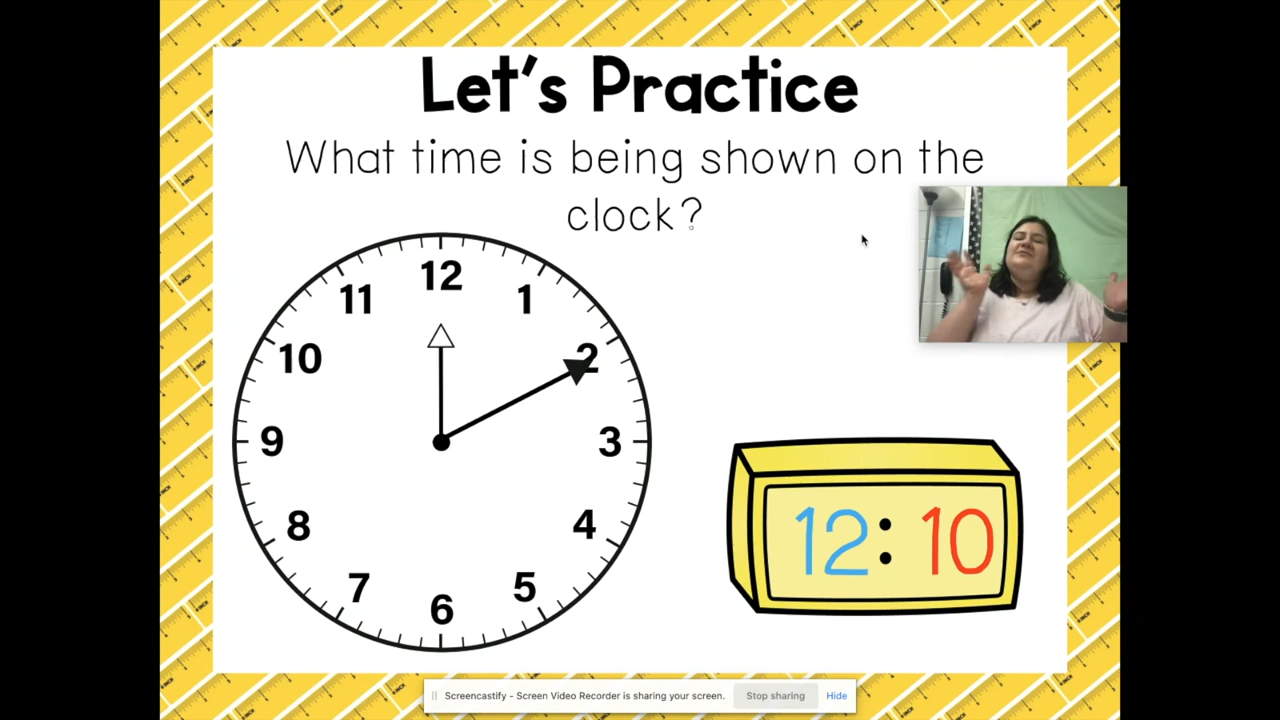 Let's Practice
What time is being shown on the
clock?
12
11
1
10
2
9
3
8
4
7
5
6
12:10
Screencastify - Screen Video Recorder is sharing your screen.
Stop sharing
Hide